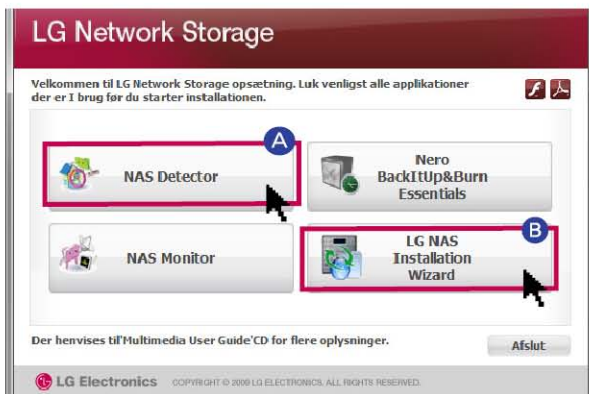 LG Network Storage
Velkommen til LG Network Storage opsætning. Luk venligst alle applikationer
der er I brug før du starter installationen.
A
NAS Detector
Nero
BackItUp&Burn
Essentials
NAS Monitor
B
LG NAS
Installation
Wizard
Der henvises til'Multimedia User Guide'CD for flere oplysninger.
Afslut
LG Electronics COPYRIGHT © 2009 LG ELECTRONICS. ALL RIGHTS RESERVED.